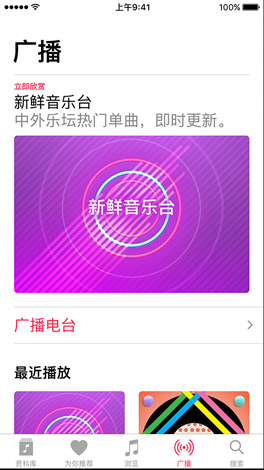 上午9:41
100%
广播
立即欣赏
新鲜音乐台
中外乐坛热门单曲，即时更新。
新鲜音乐台
广播电台
最近播放
资料库
为你推荐
浏览
广播
搜索